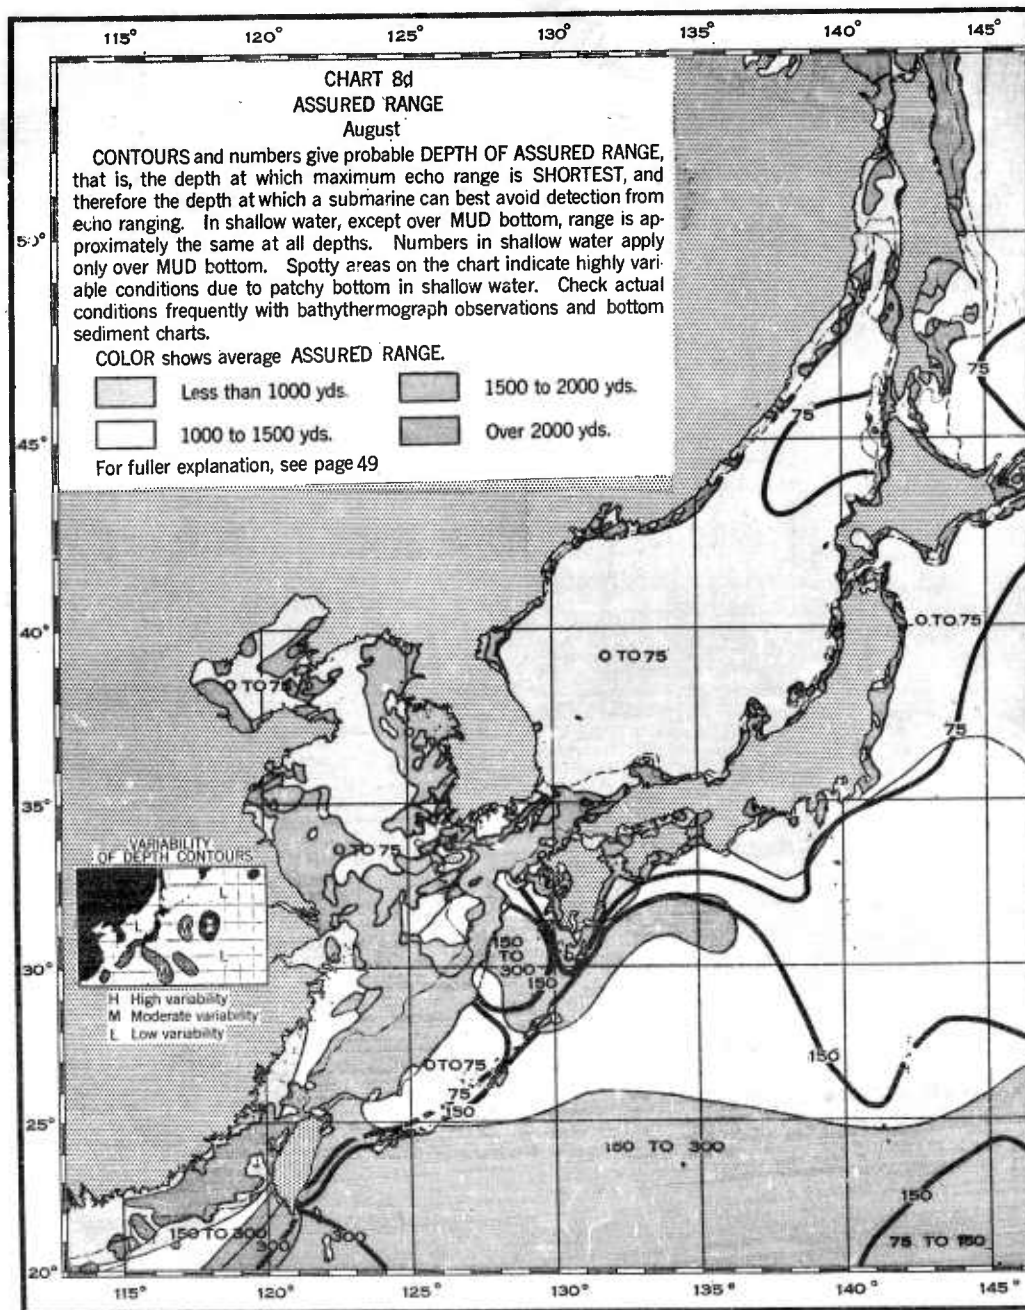 115° 120° 125° 130° 135° 140° 145°
CHART 8d
ASSURED RANGE
August
CONTOURS and numbers give probable DEPTH OF ASSURED RANGE,
that is, the depth at which maximum echo range is SHORTEST, and
therefore the depth at which a submarine can best avoid detection from
echo ranging. In shallow water, except over MUD bottom, range is ap-
proximately the same at all depths. Numbers in shallow water apply
only over MUD bottom. Spotty areas on the chart indicate highly vari-
able conditions due to patchy bottom in shallow water. Check actual
conditions frequently with bathythermograph observations and bottom
sediment charts.
COLOR shows average ASSURED RANGE.
Less than 1000 yds. 1500 to 2000 yds.
1000 to 1500 yds. Over 2000 yds.
For fuller explanation, see page 49
50°
75
75
45°
40°
0 TO 75
0 TO 75
0 TO 75
75
35°
0 TO 75
VARIABILITY
OF DEPTH CONTOURS
L
L
L
H High variability
M Moderate variability
L Low variability
150
TO
300
150
30°
150
0 TO 75
75
150
25°
150 TO 300
150
150 TO 300
300
300
75 TO 150
20°
115° 120° 125° 130° 135° 140° 145°